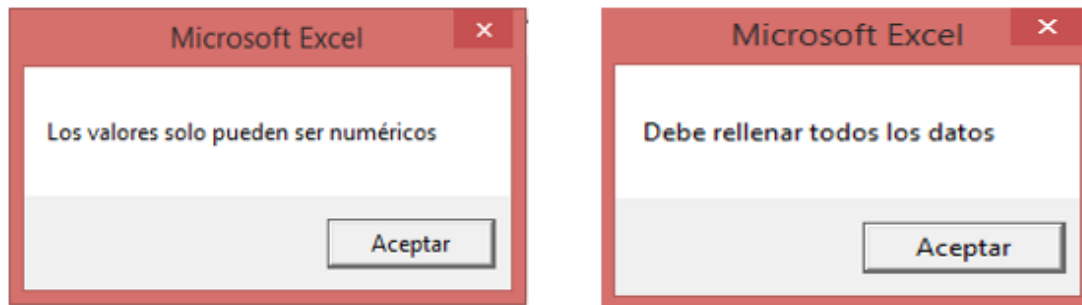 Microsoft Excel
Los valores solo pueden ser numéricos
Aceptar
Microsoft Excel
Debe rellenar todos los datos
Aceptar